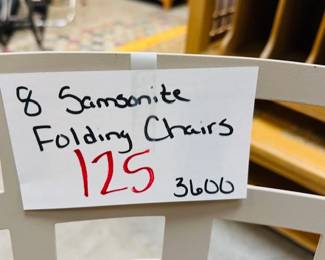 8 Samsonite
Folding Chairs
125
3600